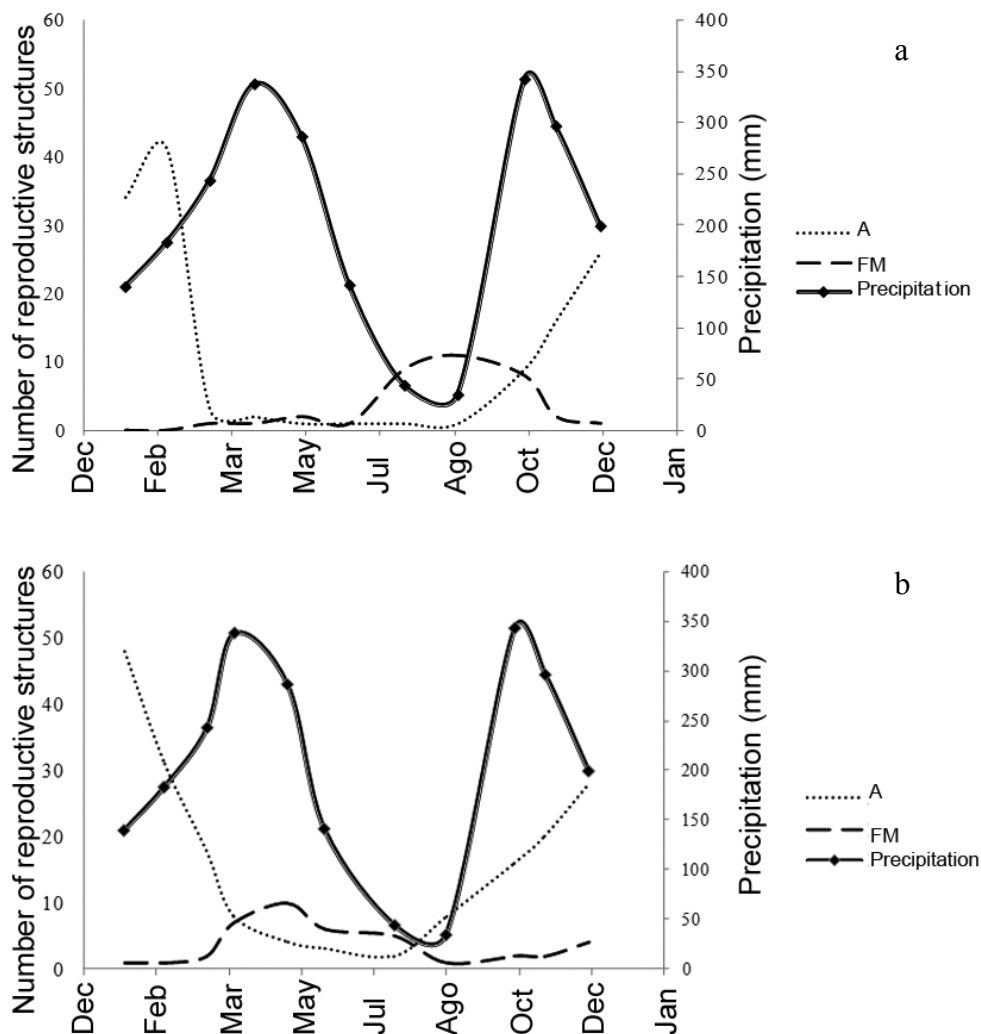 a
Number of reproductive structures
60
50
40
30
20
10
0
400
350
300
250
200
150
100
50
0
Precipitation (mm)
Dec Feb Mar May Jul Ago Oct Dec Jan
A
FM
Precipitation
b
Number of reproductive structures
60
50
40
30
20
10
0
400
350
300
250
200
150
100
50
0
Precipitation (mm)
Dec Feb Mar May Jul Ago Oct Dec Jan
A
FM
Precipitation